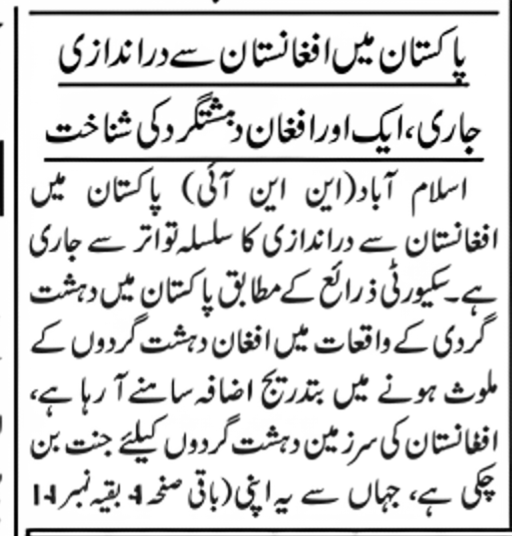 پاکستان میں افغانستان سے دراندازی
جاری، ایک اور افغان دہشتگرد کی شناخت
اسلام آباد(این این آئی) پاکستان میں
افغانستان سے دراندازی کا سلسلہ تواتر سے جاری
ہے۔سکیورٹی ذرائع کے مطابق پاکستان میں دہشت
گردی کے واقعات میں افغان دہشت گردوں کے
ملوث ہونے میں بتدریج اضافہ سامنے آ رہا ہے،
افغانستان کی سرزمین دہشت گردوں کیلئے جنت بن
چکی ہے، جہاں سے یہ اپنی(باقی صفحہ 4 بقیہ نمبر 14